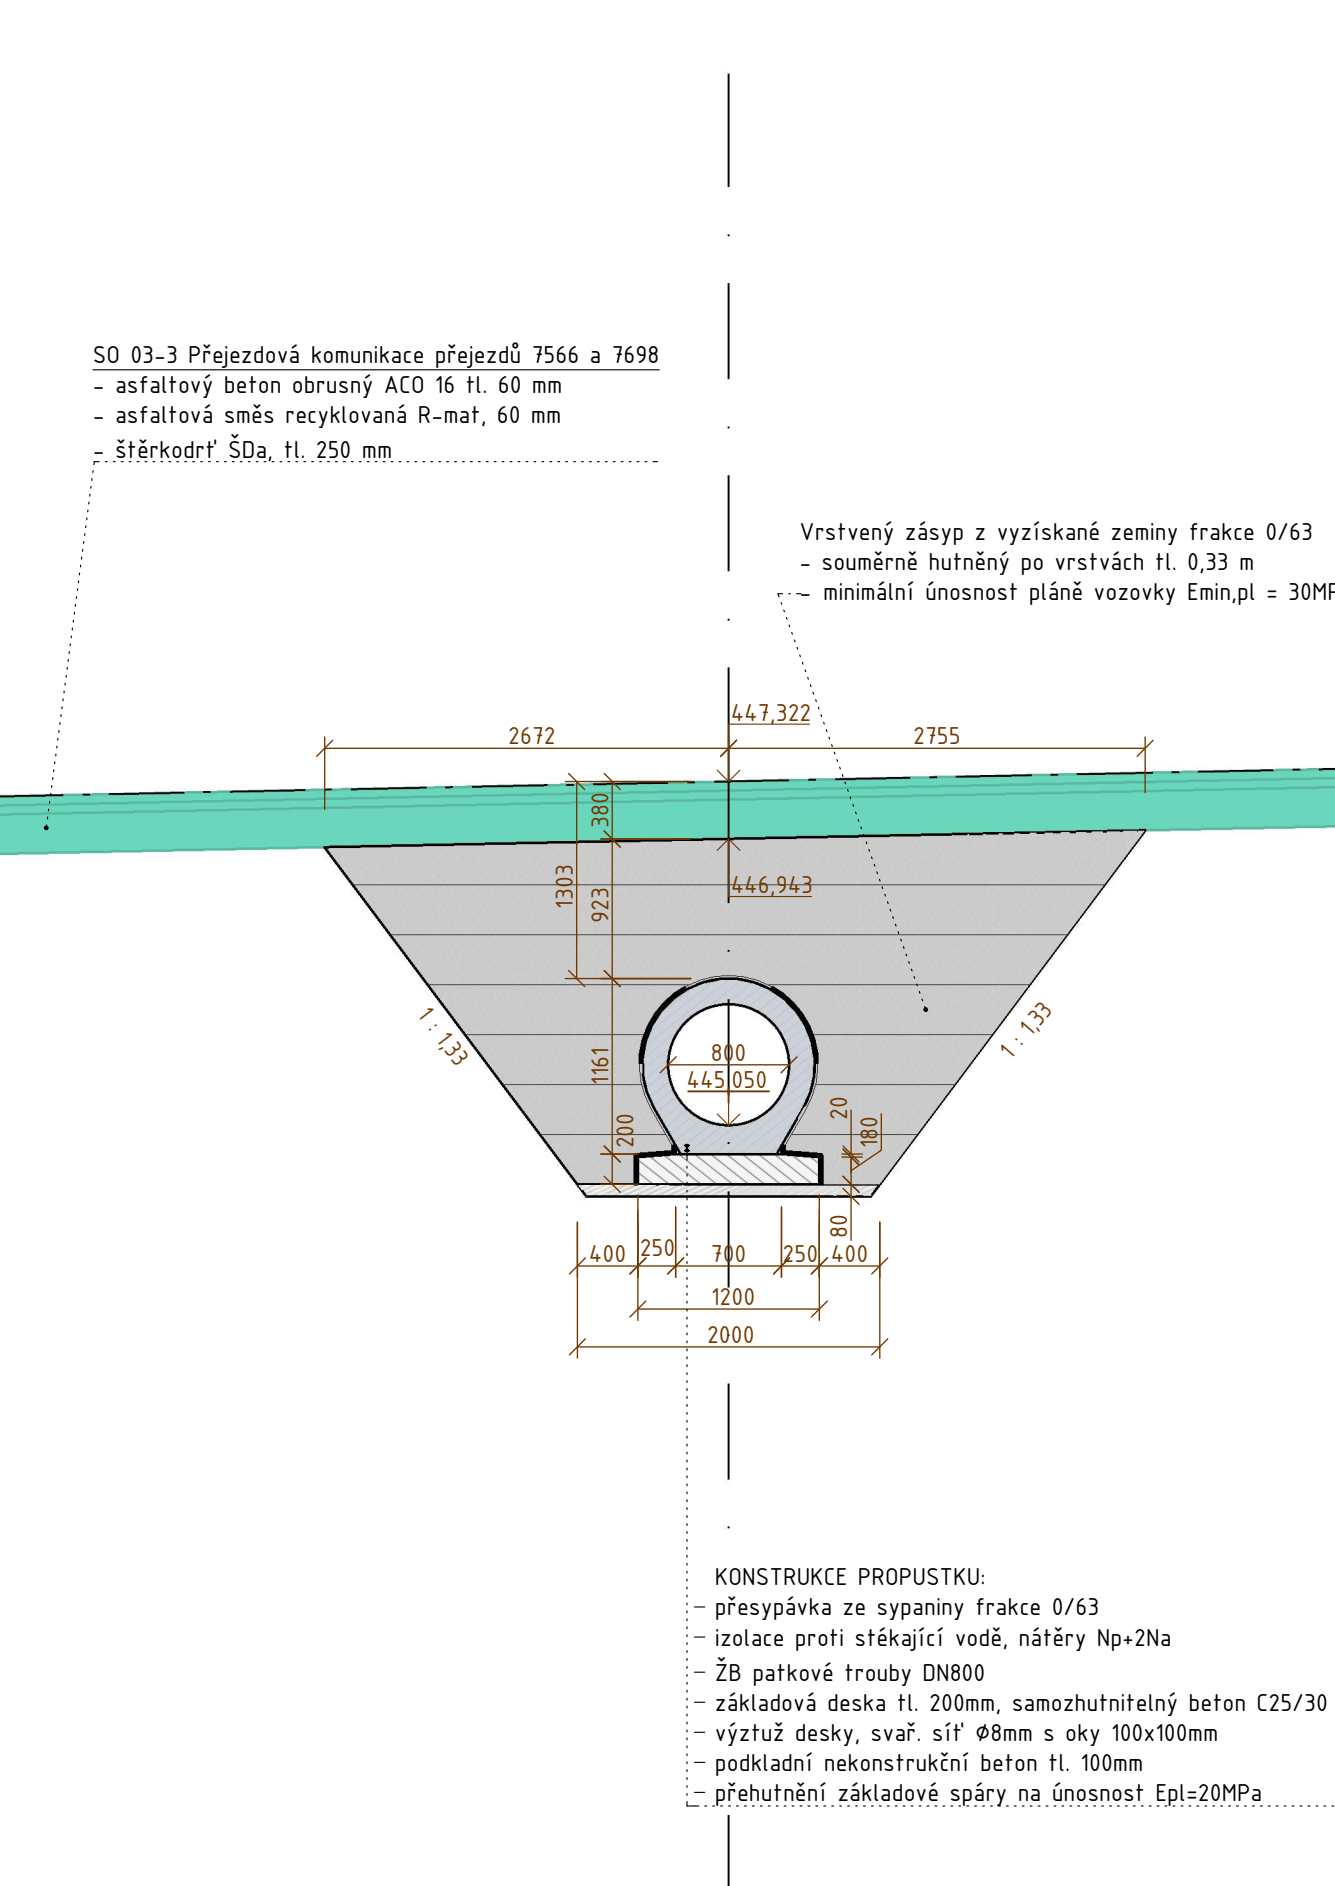 SO 03-3 Přejezdová komunikace přejezdů 7566 a 7698
- asfaltový beton obrusný ACO 16 tl. 60 mm
- asfaltová směs recyklovaná R-mat, 60 mm
- štěrkodrť ŠDa, tl. 250 mm
Vrstvený zásyp z vyzískané zeminy frakce 0/63
- souměrně hutněný po vrstvách tl. 0,33 m
- minimální únosnost pláně vozovky Emin,pl = 30MP
447,322
2672
2755
380
1303
923
446,943
1 : 1,33
1 : 1,33
1161
800
445,050
200
20
180
80
400
250
700
250
400
1200
2000
KONSTRUKCE PROPUSTKU:
- přesypávka ze sypaniny frakce 0/63
- izolace proti stékající vodě, nátěry Np+2Na
- ŽB patkové trouby DN800
- základová deska tl. 200mm, samozhutnitelný beton C25/30
- výztuž desky, svař. síť Ø8mm s oky 100x100mm
- podkladní nekonstrukční beton tl. 100mm
- přehutnění základové spáry na únosnost Epl=20MPa